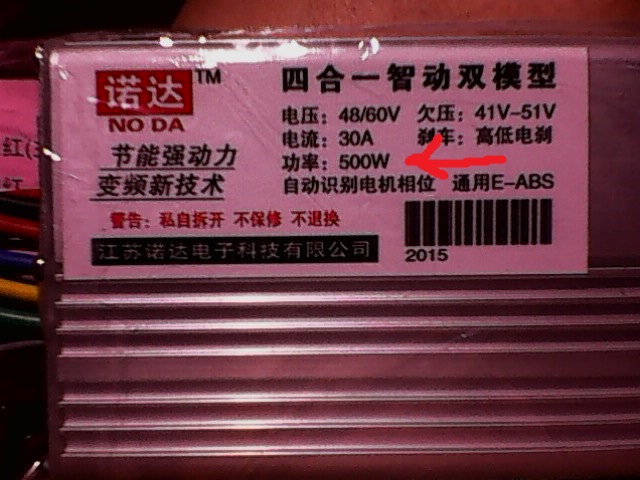 诺达 TM
NO DA
节能强动力
变频新技术
四合一智动双模型
电压：48/60V 欠压：41V-51V
电流：30A 刹车：高低电刹
功率：500W
自动识别电机相位 通用E-ABS
警告：私自拆开 不保修 不退换
江苏诺达电子科技有限公司
2015
红